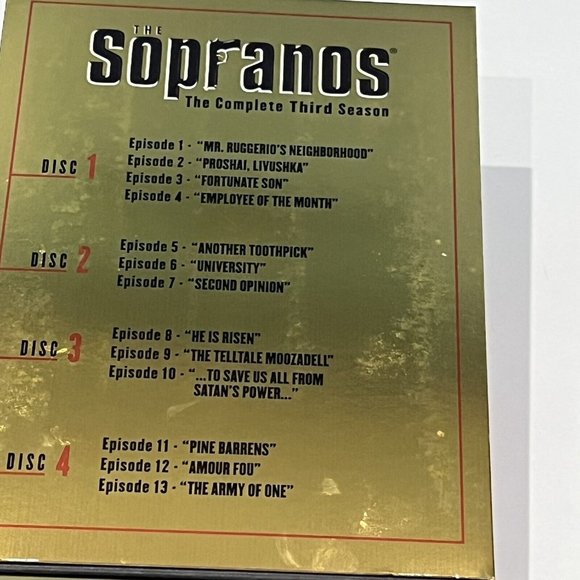 THE
Sopranos®
The Complete Third Season
DISC 1
Episode 1 - "MR. RUGGERIO'S NEIGHBORHOOD"
Episode 2 - "PROSHAI, LIVUSHKA"
Episode 3 - "FORTUNATE SON"
Episode 4 - "EMPLOYEE OF THE MONTH"
DISC 2
Episode 5 - "ANOTHER TOOTHPICK"
Episode 6 - "UNIVERSITY"
Episode 7 - "SECOND OPINION"
DISC 3
Episode 8 - "HE IS RISEN"
Episode 9 - "THE TELLTALE MOOZADELL"
Episode 10 - "...TO SAVE US ALL FROM
SATAN'S POWER..."
DISC 4
Episode 11 - "PINE BARRENS"
Episode 12 - "AMOUR FOU"
Episode 13 - "THE ARMY OF ONE"